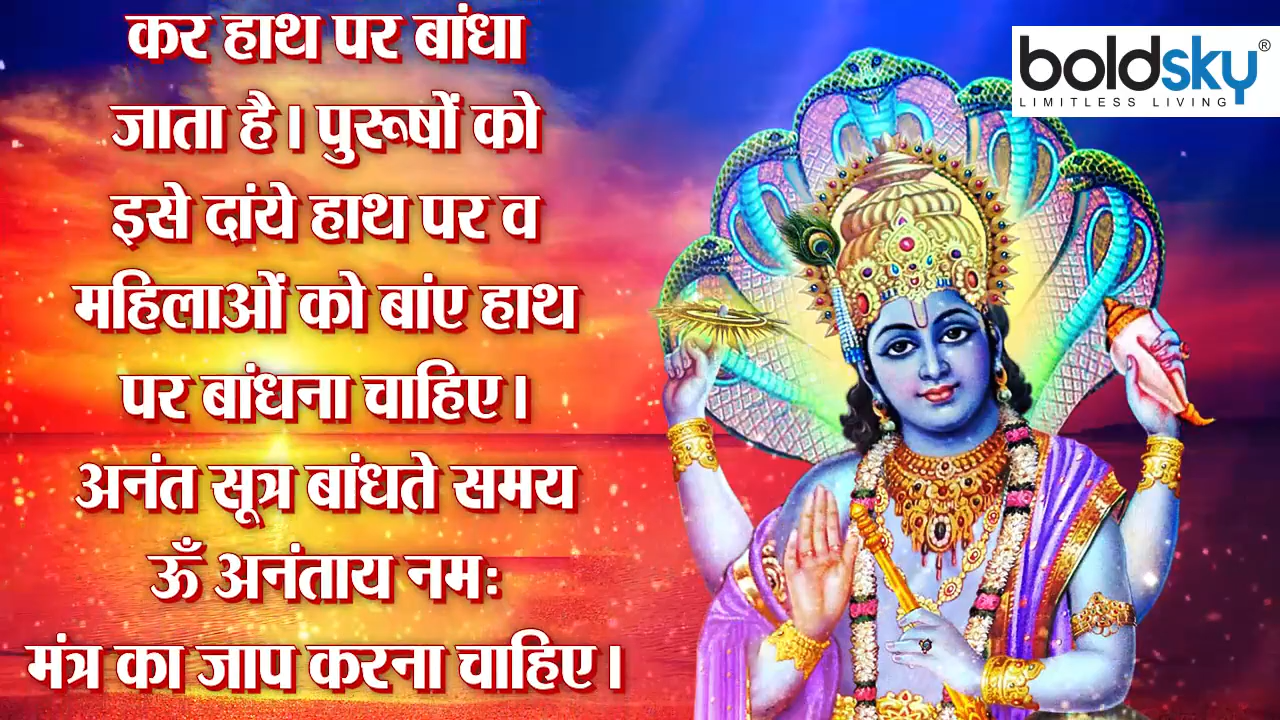 कर हाथ पर बांधा
जाता है। पुरूषों को
इसे दांये हाथ पर व
महिलाओं को बांए हाथ
पर बांधना चाहिए।
अनंत सूत्र बांधते समय
ऊँ अनंताय नमः
मंत्र का जाप करना चाहिए।
boldsky®
LIMITLESS LIVING